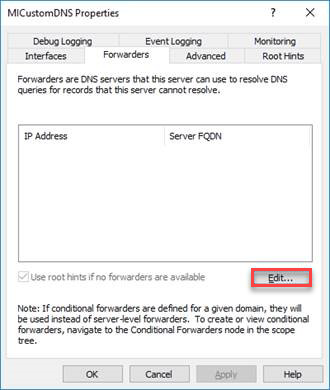 MICustomDNS Properties
? ×
Debug Logging Event Logging Monitoring
Interfaces Forwarders Advanced Root Hints
Forwarders are DNS servers that this server can use to resolve DNS
queries for records that this server cannot resolve.
IP Address Server FQDN
Use root hints if no forwarders are available
Edit...
Note: If conditional forwarders are defined for a given domain, they will
be used instead of server-level forwarders. To create or view conditional
forwarders, navigate to the Conditional Forwarders node in the scope
tree.
OK Cancel Apply Help